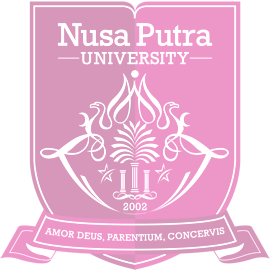 Nusa Putra
UNIVERSITY
2002
AMOR DEUS, PARENTIUM, CONCERVIS